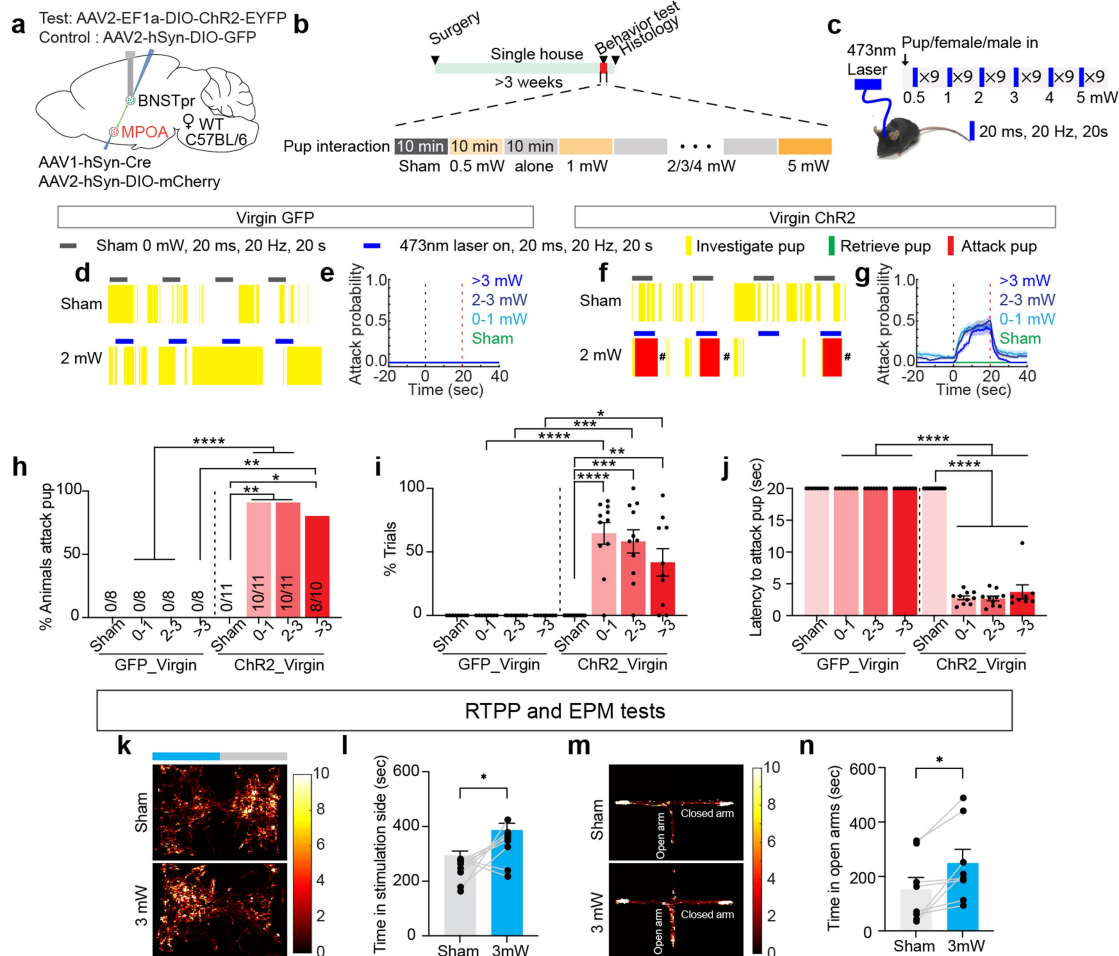 a
Test: AAV2-EF1a-DIO-ChR2-EYFP
Control : AAV2-hSyn-DIO-GFP
BNSTpr
MPOA
♀ WT
C57BL/6
AAV1-hSyn-Cre
AAV2-hSyn-DIO-mCherry
b
Surgery
Behavior test
Histology
Single house
>3 weeks
Pup interaction
10 min
10 min
10 min
Sham
0.5 mW
alone
1 mW
2/3/4 mW
5 mW
c
473nm
Laser
Pup/female/male in
×9 ×9 ×9 ×9 ×9 ×9
0.5 1 2 3 4 5 mW
20 ms, 20 Hz, 20s
Virgin GFP
Virgin ChR2
Sham 0 mW, 20 ms, 20 Hz, 20 s
473nm laser on, 20 ms, 20 Hz, 20 s
Investigate pup
Retrieve pup
Attack pup
d
Sham
2 mW
e
Attack probability
1.0
0.5
0.0
>3 mW
2-3 mW
0-1 mW
Sham
-20 0 20 40
Time (sec)
f
Sham
2 mW
# # #
g
Attack probability
1.0
0.5
0.0
>3 mW
2-3 mW
0-1 mW
Sham
-20 0 20 40
Time (sec)
h
% Animals attack pup
100
50
0
****
**
*
**
0/8 0/8 0/8 0/8 0/11 10/11 10/11 8/10
Sham 0-1 2-3 >3 Sham 0-1 2-3 >3
GFP_Virgin ChR2_Virgin
i
% Trials
100
50
0
*
***
****
**
***
****
Sham 0-1 2-3 >3 Sham 0-1 2-3 >3
GFP_Virgin ChR2_Virgin
j
Latency to attack pup (sec)
20
15
10
5
0
****
****
Sham 0-1 2-3 >3 Sham 0-1 2-3 >3
GFP_Virgin ChR2_Virgin
RTPP and EPM tests
k
Sham
3 mW
10
8
6
4
2
0
l
Time in stimulation side (sec)
600
400
200
0
*
Sham 3mW
m
Sham
3 mW
Open arm
Closed arm
Open arm
Closed arm
10
8
6
4
2
0
n
Time in open arms (sec)
600
400
200
0
*
Sham 3mW